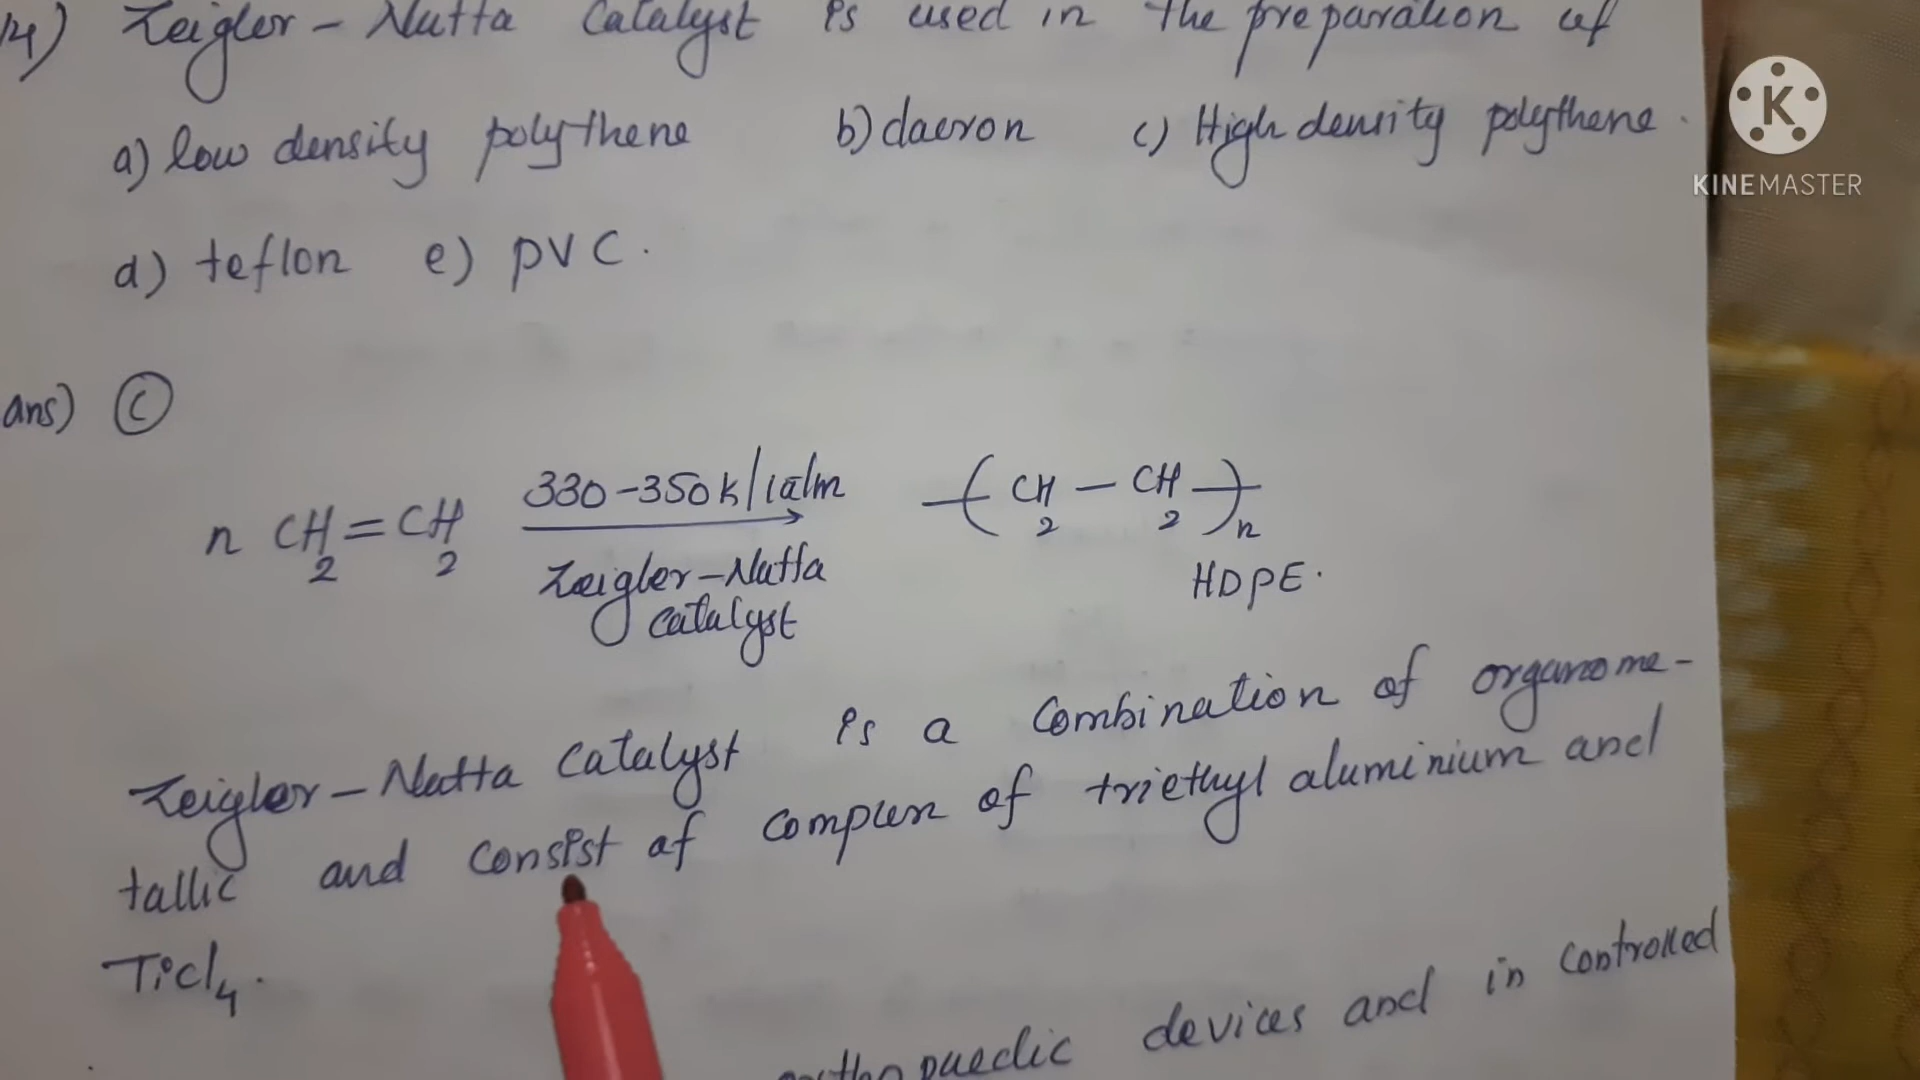 14) Zeigler - Natta Catalyst is used in the preparation of
a) low density polythene b) dacron c) High density polythene.
d) teflon e) PVC.
ans) (C)
n CH2=CH2 330-350K/1atm -( CH2 - CH2 )-n
Zeigler-Natta catalyst
HDPE.
Zeigler - Natta Catalyst is a Combination of organome-
tallic and consist of complex of triethyl aluminium and
TiCl4.
orthopaedic devices and in controlled
K
KINEMASTER